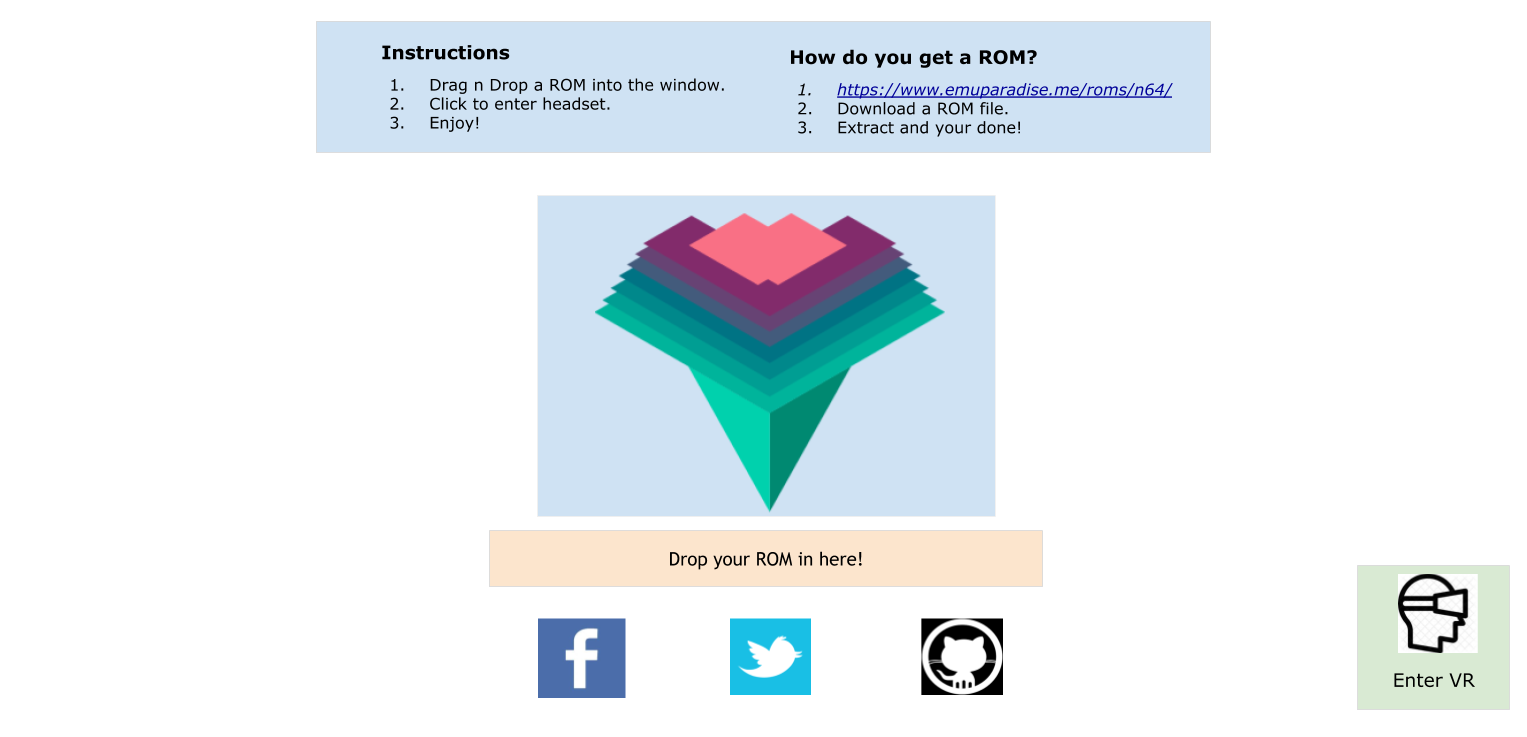 Instructions
1. Drag n Drop a ROM into the window.
2. Click to enter headset.
3. Enjoy!
How do you get a ROM?
1. https://www.emuparadise.me/roms/n64/
2. Download a ROM file.
3. Extract and your done!
Drop your ROM in here!
Enter VR